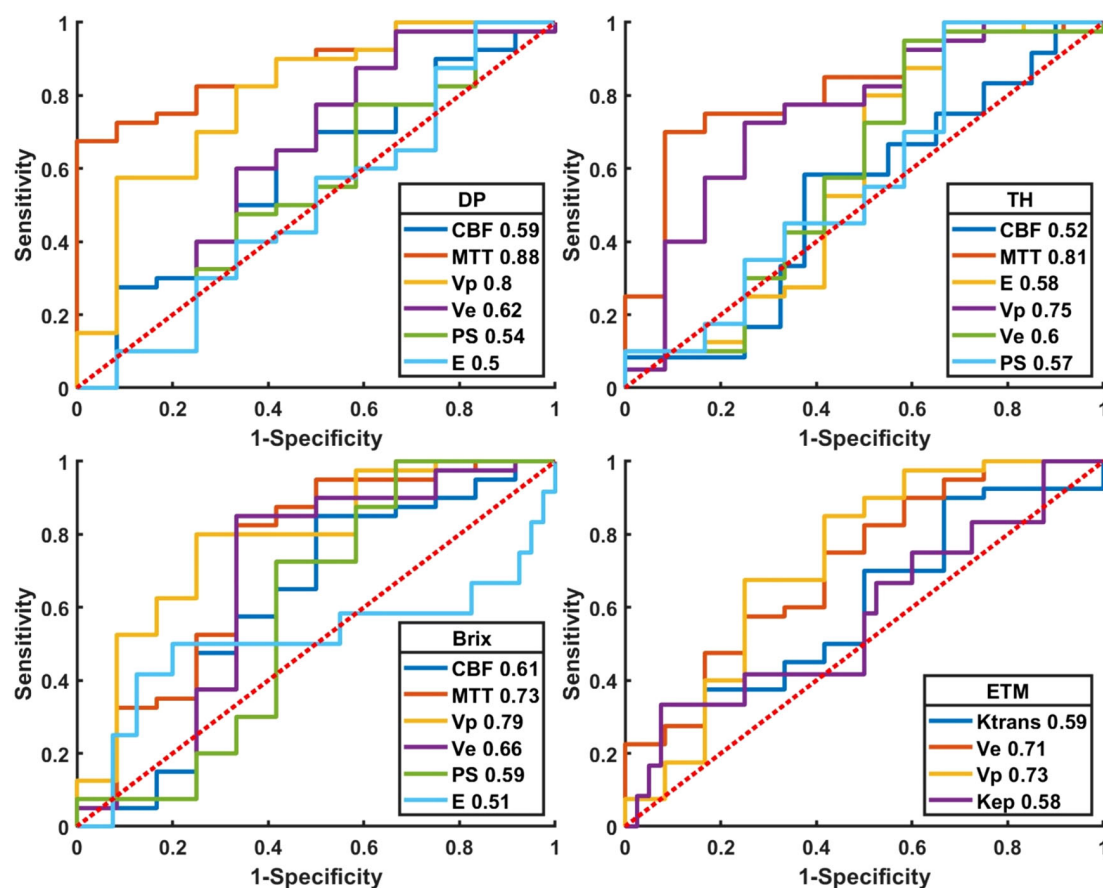 1
0.8
0.6
0.4
0.2
0
Sensitivity
0 0.2 0.4 0.6 0.8 1
1-Specificity
DP
CBF 0.59
MTT 0.88
Vp 0.8
Ve 0.62
PS 0.54
E 0.5
1
0.8
0.6
0.4
0.2
0
Sensitivity
0 0.2 0.4 0.6 0.8 1
1-Specificity
TH
CBF 0.52
MTT 0.81
E 0.58
Vp 0.75
Ve 0.6
PS 0.57
1
0.8
0.6
0.4
0.2
0
Sensitivity
0 0.2 0.4 0.6 0.8 1
1-Specificity
Brix
CBF 0.61
MTT 0.73
Vp 0.79
Ve 0.66
PS 0.59
E 0.51
1
0.8
0.6
0.4
0.2
0
Sensitivity
0 0.2 0.4 0.6 0.8 1
1-Specificity
ETM
Ktrans 0.59
Ve 0.71
Vp 0.73
Kep 0.58